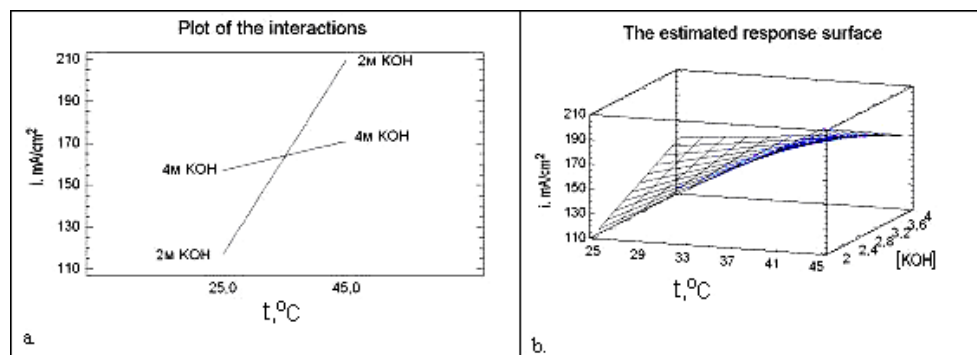 Plot of the interactions
210
190
170
150
130
110
i. mA/cm²
2м KOH
4м KOH
4м KOH
2м KOH
25,0
45,0
t,°C
a.
The estimated response surface
210
190
170
150
130
110
i. mA/cm²
25
29
33
37
41
45
t,°C
2
2,4
2,8
3,2
3,6
4
[KOH]
b.